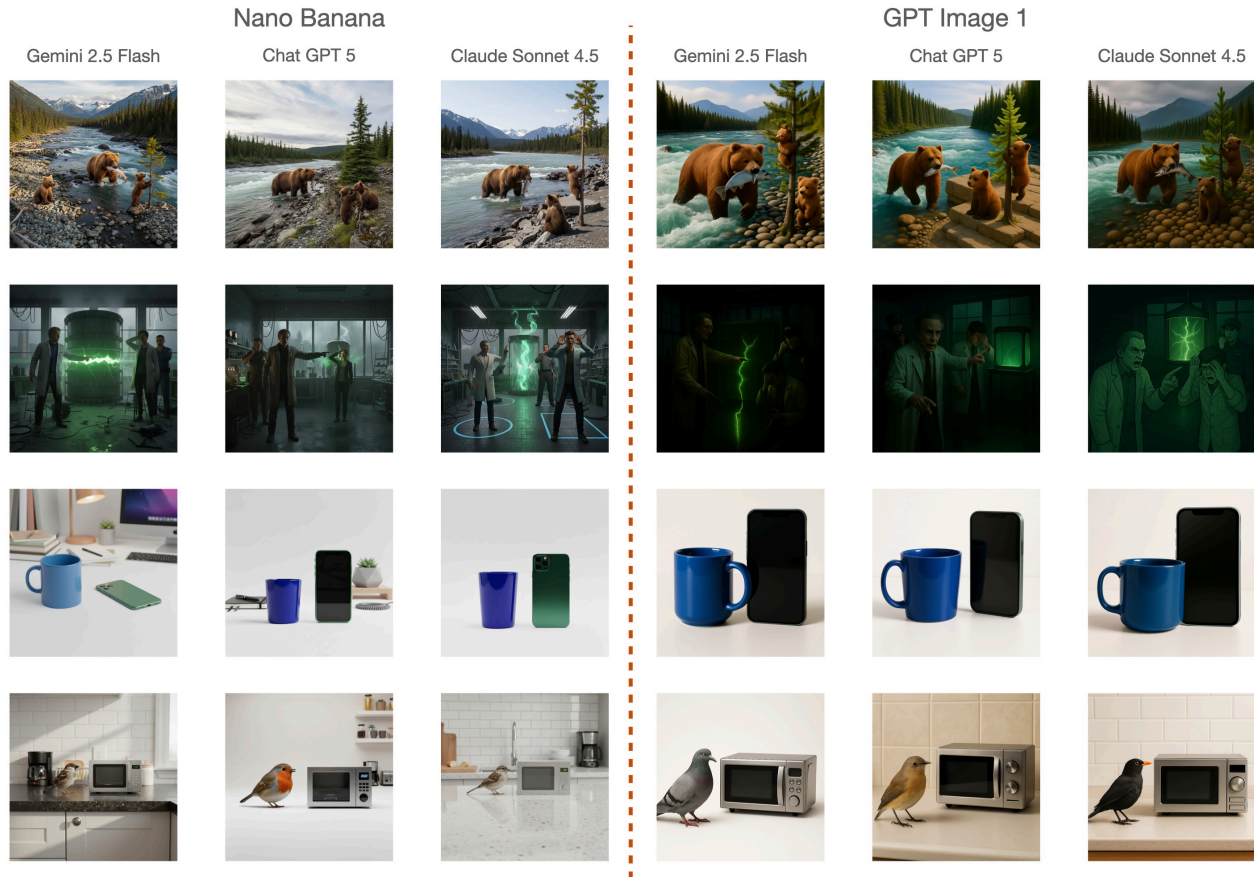 Nano Banana
GPT Image 1
Gemini 2.5 Flash
Chat GPT 5
Claude Sonnet 4.5
Gemini 2.5 Flash
Chat GPT 5
Claude Sonnet 4.5